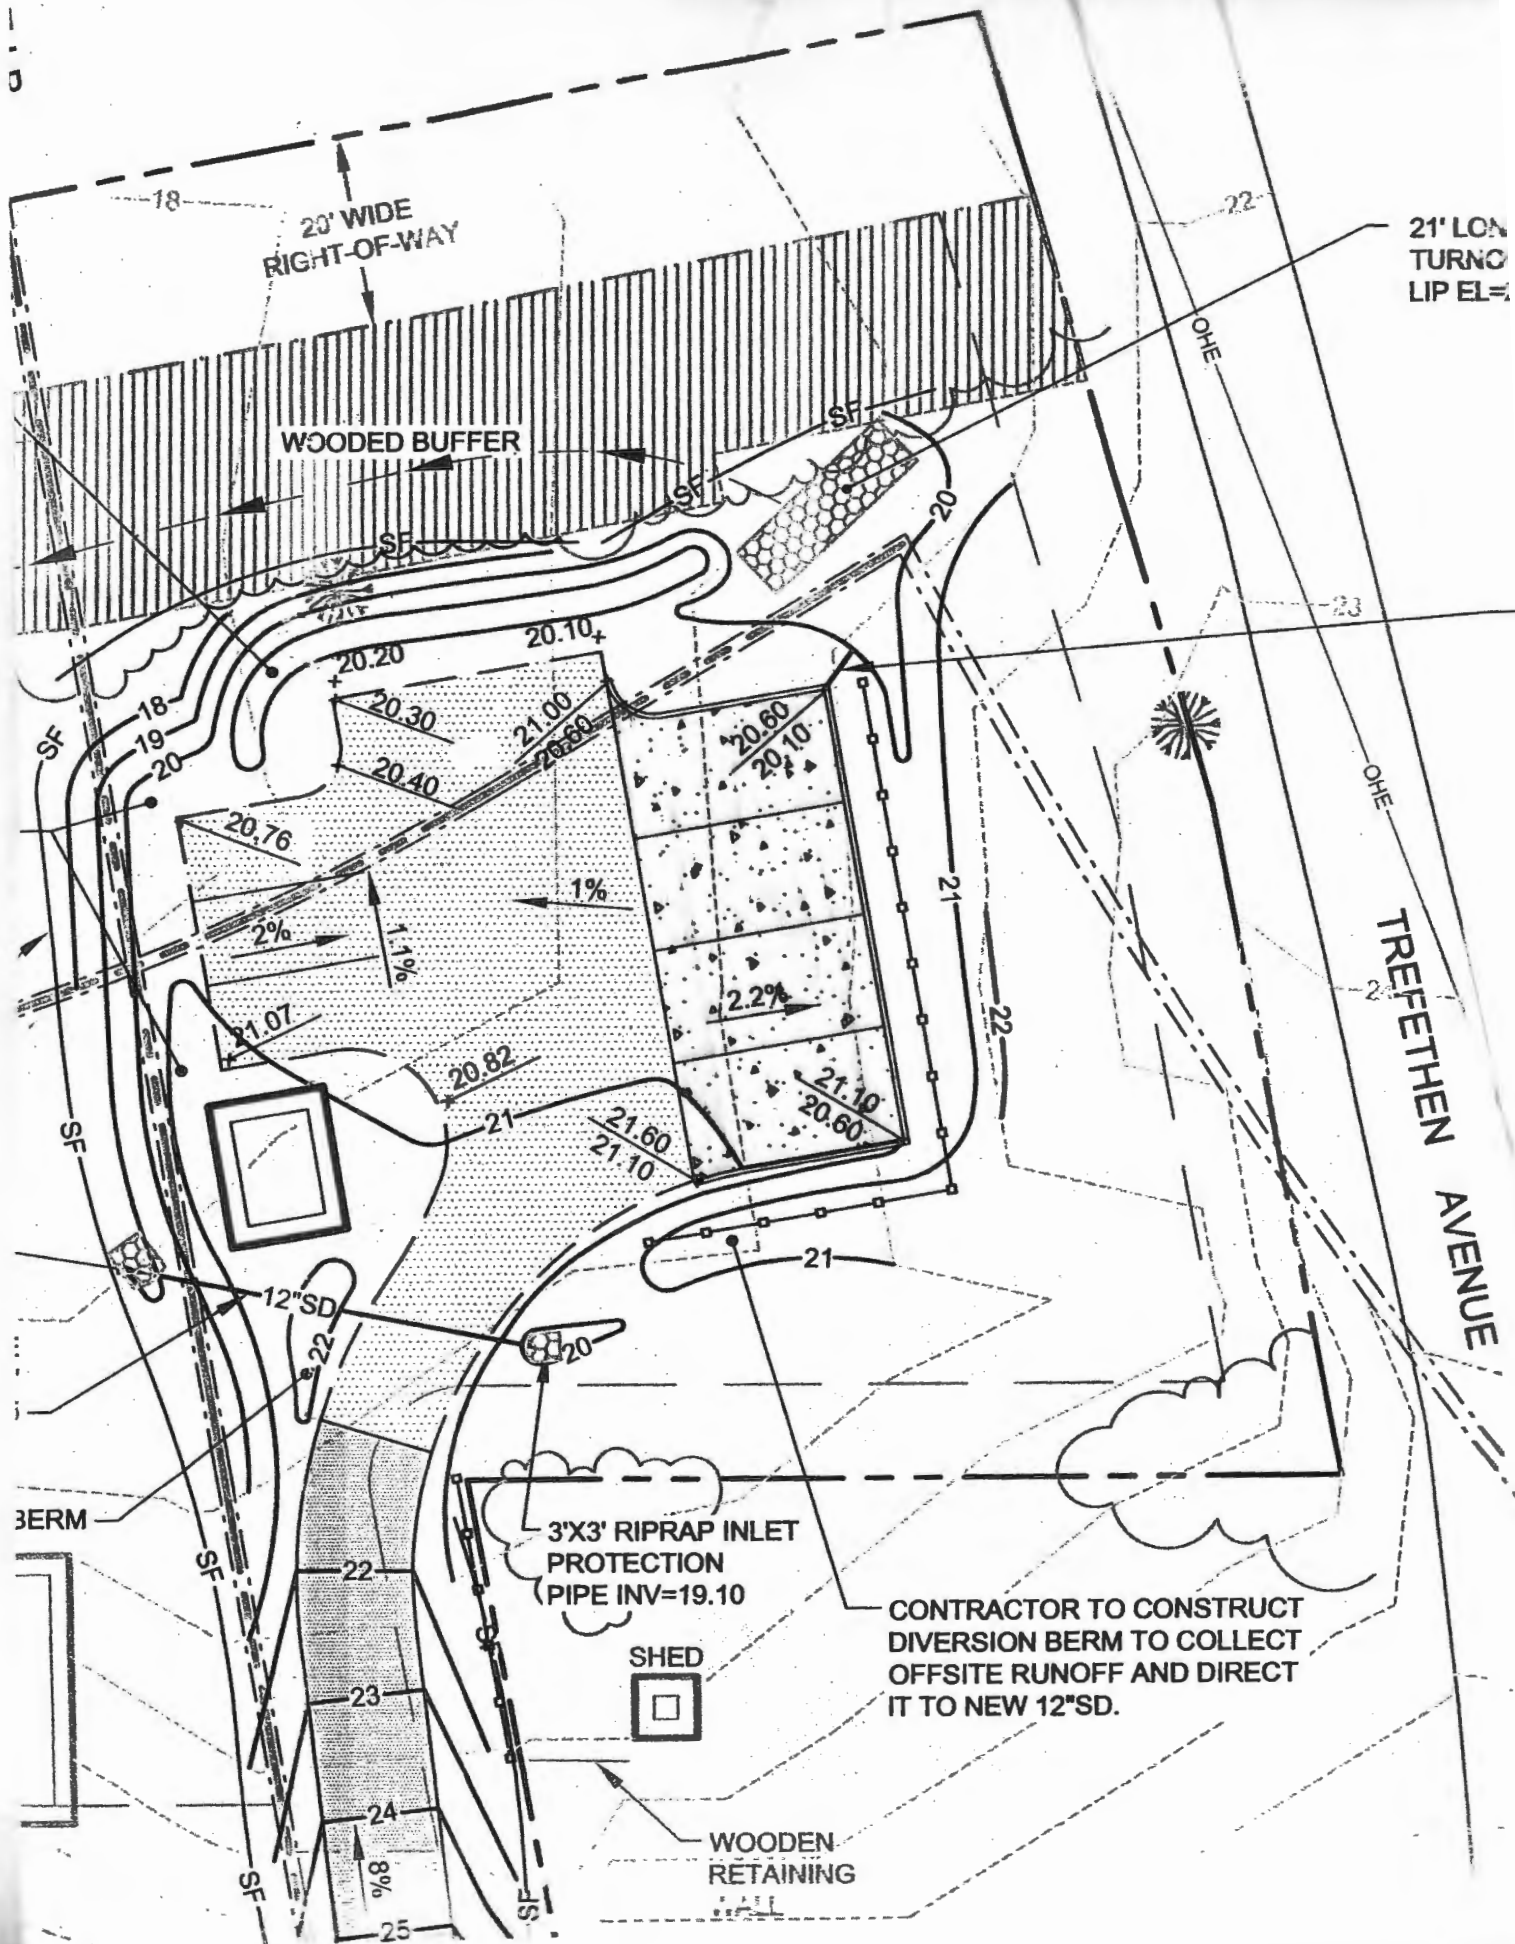 18
20' WIDE
RIGHT-OF-WAY
22
21' LON
TURNO
LIP EL=
OHE
SF
WOODED BUFFER
SF
SF
20
23
20.10
20.20
20.30
21.00
20.60
20.60
20.10
18
19
20
SF
20.40
OHE
20.76
1%
21
2%
1.1%
2.2%
22
TREFETHEN AVENUE
21.07
20.82
21
21.10
20.60
21.60
21.10
SF
21
12"SD
22
20
BERM
3'X3' RIPRAP INLET
PROTECTION
PIPE INV=19.10
SF
22
CONTRACTOR TO CONSTRUCT
DIVERSION BERM TO COLLECT
OFFSITE RUNOFF AND DIRECT
IT TO NEW 12"SD.
SHED
23
24
WOODEN
RETAINING
WALL
8%
SF
SF
25